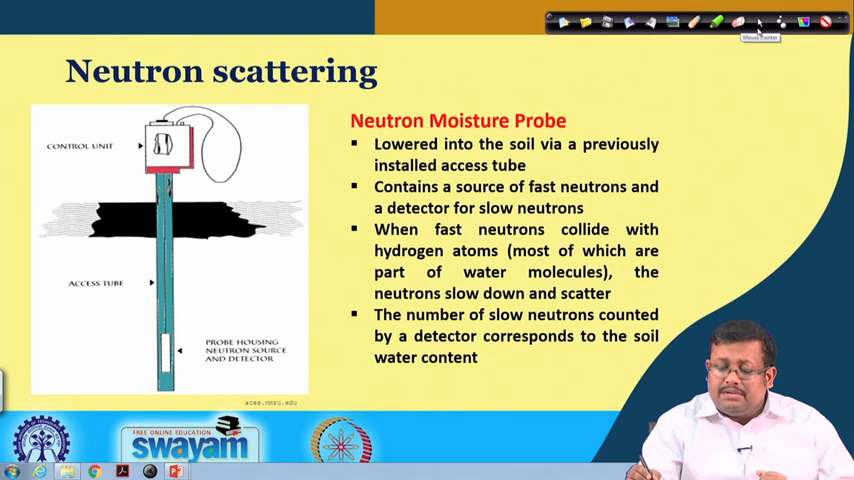 Mouse Pointer
Neutron scattering
CONTROL UNIT
ACCESS TUBE
PROBE HOUSING
NEUTRON SOURCE
AND DETECTOR
aces.nmsu.edu
Neutron Moisture Probe
Lowered into the soil via a previously
installed access tube
Contains a source of fast neutrons and
a detector for slow neutrons
When fast neutrons collide with
hydrogen atoms (most of which are
part of water molecules), the
neutrons slow down and scatter
The number of slow neutrons counted
by a detector corresponds to the soil
water content
FREE ONLINE EDUCATION
swayam